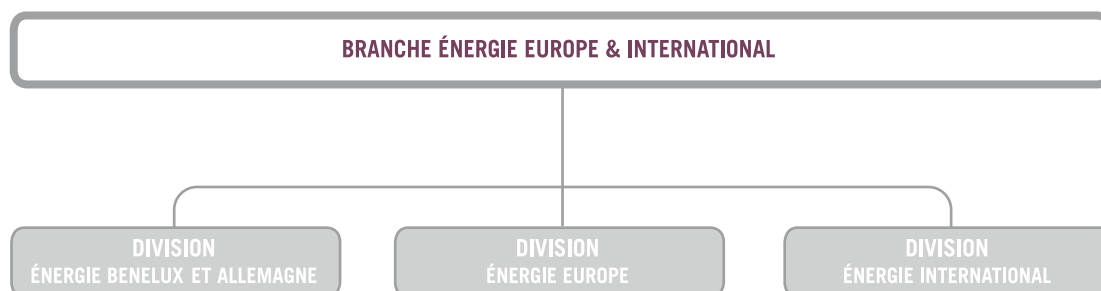 BRANCHE ÉNERGIE EUROPE & INTERNATIONAL
DIVISION
ÉNERGIE BENELUX ET ALLEMAGNE
DIVISION
ÉNERGIE EUROPE
DIVISION
ÉNERGIE INTERNATIONAL